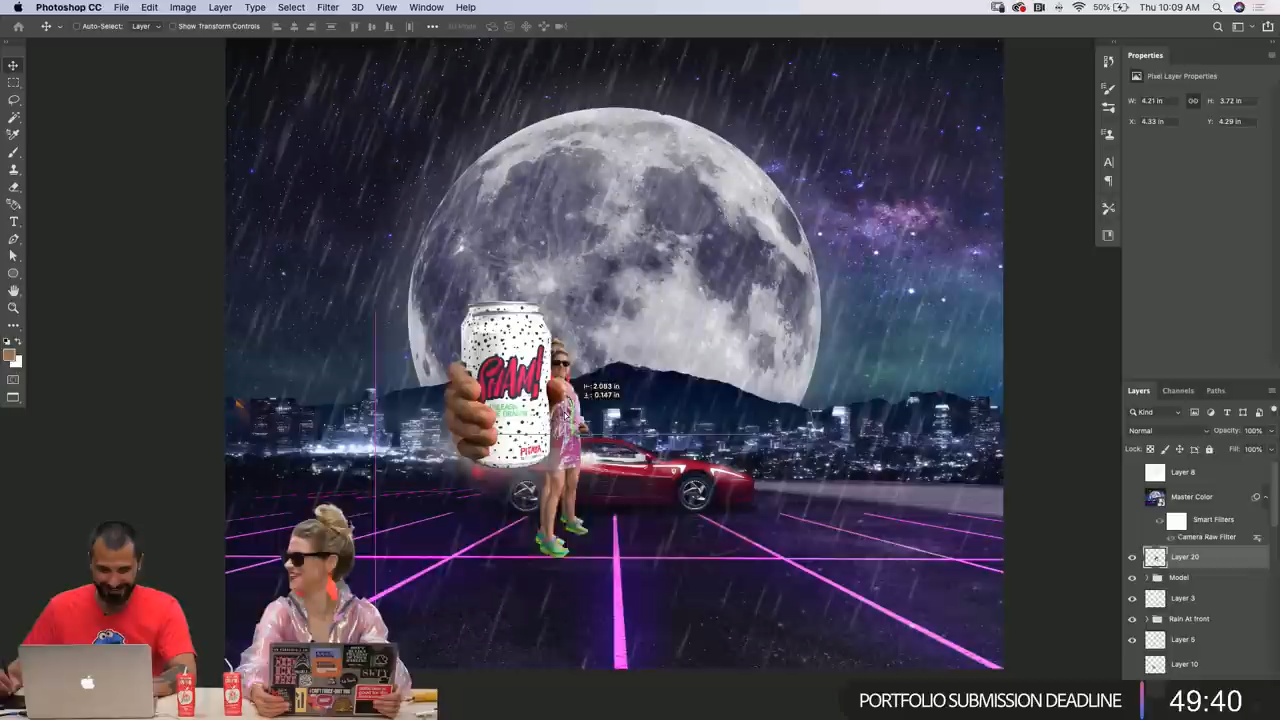 Photoshop CC File Edit Image Layer Type Select Filter 3D View Window Help
50% Thu 10:09 AM
Auto-Select: Layer Show Transform Controls
3D Mode
Properties
Pixel Layer Properties
W: 4.21 in H: 3.72 in
X: 4.33 in Y: 4.29 in
SHAM!
2.083 in
0.147 in
Layers Channels Paths
Kind
Normal Opacity: 100%
Lock: Fill: 100%
Layer 8
Master Color
Smart Filters
Camera Raw Filter
Layer 20
Model
Layer 3
Rain At front
Layer 5
Layer 10
PORTFOLIO SUBMISSION DEADLINE 49:40